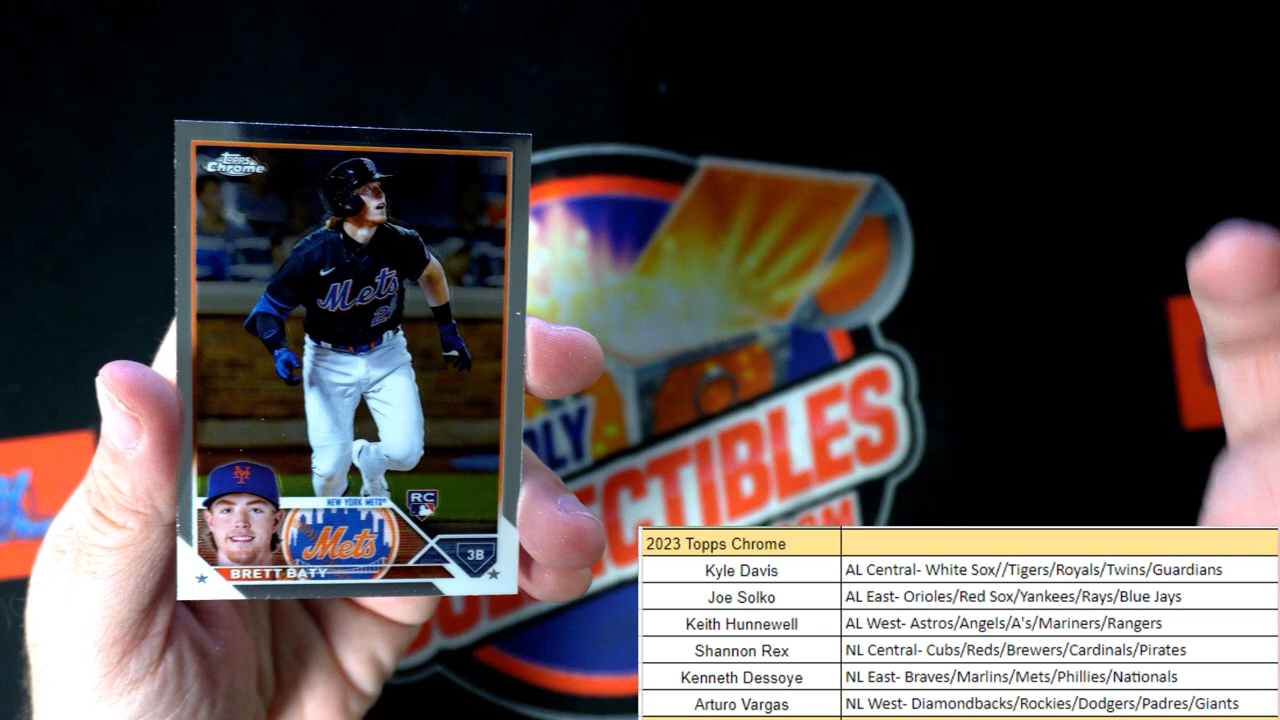 TOPPS
Chrome
Mets
NEW YORK METS
RC
Mets
3B
BRETT BATY
2023 Topps Chrome
Kyle Davis AL Central- White Sox//Tigers/Royals/Twins/Guardians
Joe Solko AL East- Orioles/Red Sox/Yankees/Rays/Blue Jays
Keith Hunnewell AL West- Astros/Angels/A's/Mariners/Rangers
Shannon Rex NL Central- Cubs/Reds/Brewers/Cardinals/Pirates
Kenneth Dessoye NL East- Braves/Marlins/Mets/Phillies/Nationals
Arturo Vargas NL West- Diamondbacks/Rockies/Dodgers/Padres/Giants